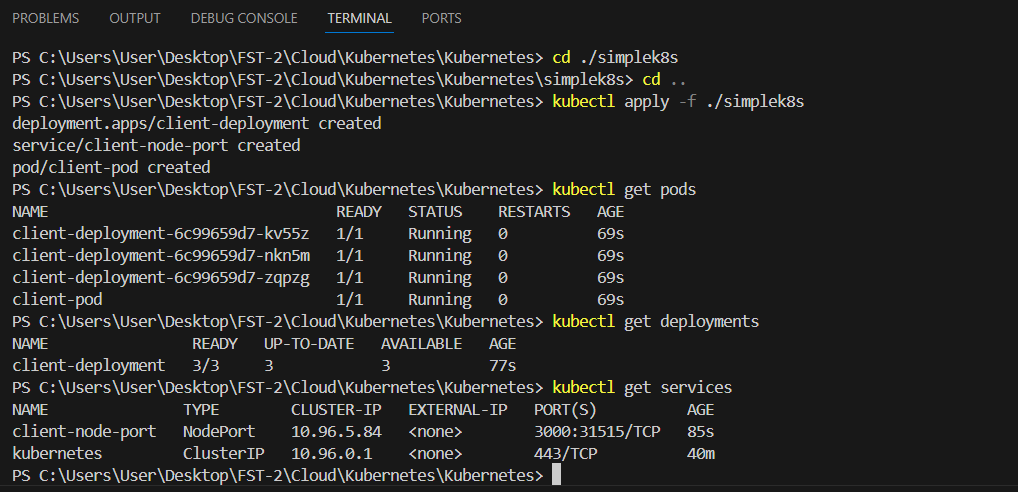 PROBLEMS OUTPUT DEBUG CONSOLE TERMINAL PORTS
PS C:\Users\User\Desktop\FST-2\Cloud\Kubernetes\Kubernetes> cd ./simplek8s
PS C:\Users\User\Desktop\FST-2\Cloud\Kubernetes\Kubernetes\simplek8s> cd ..
PS C:\Users\User\Desktop\FST-2\Cloud\Kubernetes\Kubernetes> kubectl apply -f ./simplek8s
deployment.apps/client-deployment created
service/client-node-port created
pod/client-pod created
PS C:\Users\User\Desktop\FST-2\Cloud\Kubernetes\Kubernetes> kubectl get pods
NAME READY STATUS RESTARTS AGE
client-deployment-6c99659d7-kv55z 1/1 Running 0 69s
client-deployment-6c99659d7-nkn5m 1/1 Running 0 69s
client-deployment-6c99659d7-zqpzg 1/1 Running 0 69s
client-pod 1/1 Running 0 69s
PS C:\Users\User\Desktop\FST-2\Cloud\Kubernetes\Kubernetes> kubectl get deployments
NAME READY UP-TO-DATE AVAILABLE AGE
client-deployment 3/3 3 3 77s
PS C:\Users\User\Desktop\FST-2\Cloud\Kubernetes\Kubernetes> kubectl get services
NAME TYPE CLUSTER-IP EXTERNAL-IP PORT(S) AGE
client-node-port NodePort 10.96.5.84 <none> 3000:31515/TCP 85s
kubernetes ClusterIP 10.96.0.1 <none> 443/TCP 40m
PS C:\Users\User\Desktop\FST-2\Cloud\Kubernetes\Kubernetes>